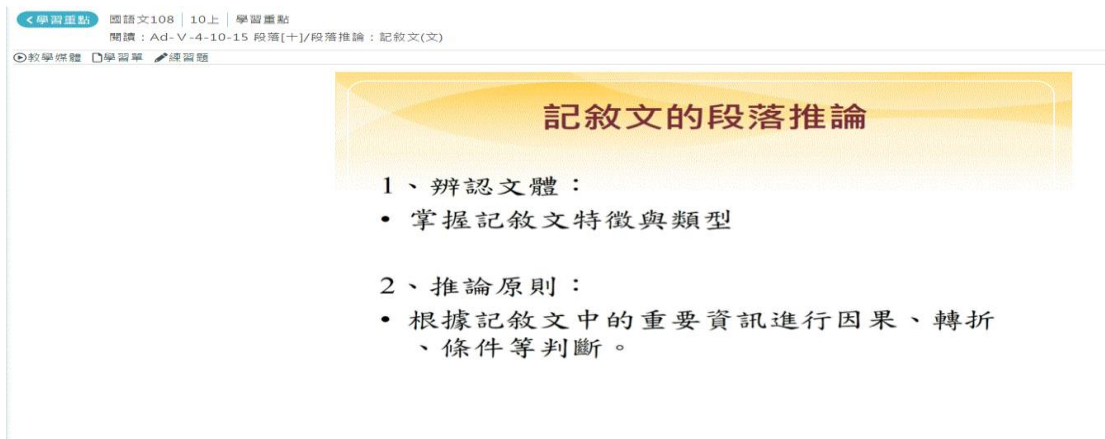 學習重點 國語文108 10上 學習重點
閱讀：Ad-Ⅴ-4-10-15 段落[十]/段落推論：記敘文(文)
教學媒體 學習單 練習題
記敘文的段落推論
1、辨認文體：
• 掌握記敘文特徵與類型
2、推論原則：
• 根據記敘文中的重要資訊進行因果、轉折
、條件等判斷。